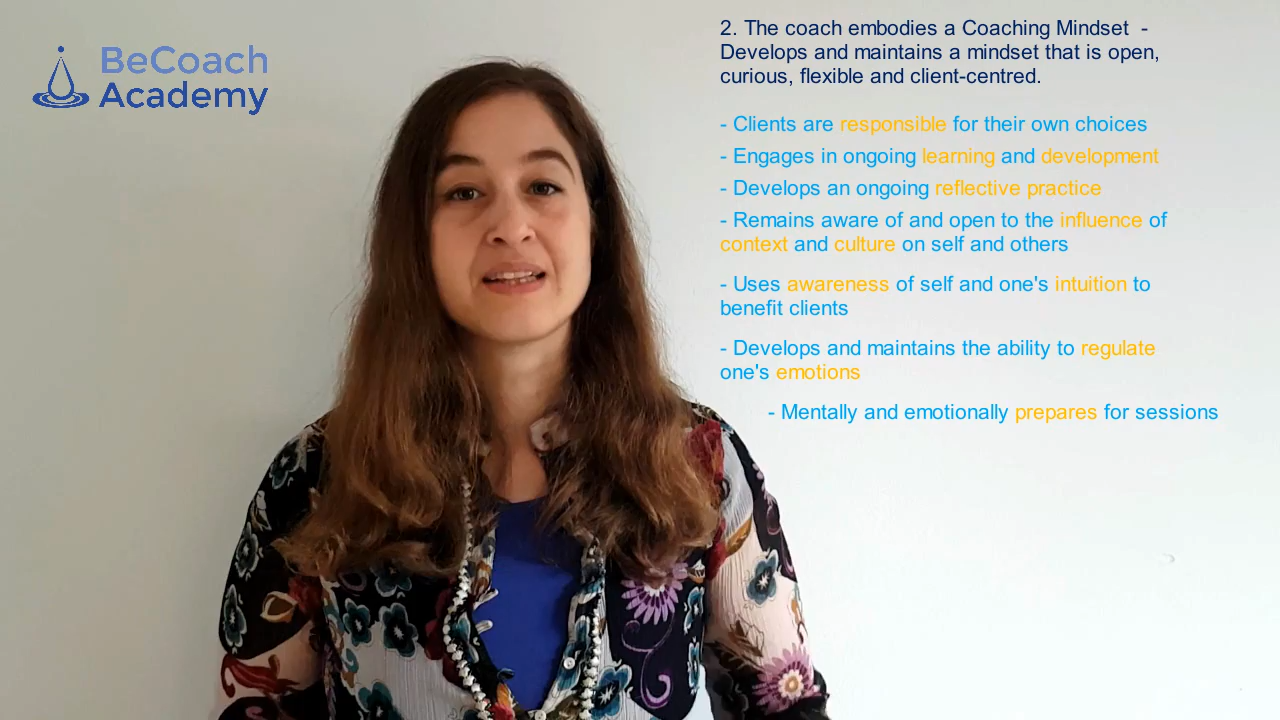 BeCoach
Academy
2. The coach embodies a Coaching Mindset -
Develops and maintains a mindset that is open,
curious, flexible and client-centred.
- Clients are responsible for their own choices
- Engages in ongoing learning and development
- Develops an ongoing reflective practice
- Remains aware of and open to the influence of
context and culture on self and others
- Uses awareness of self and one's intuition to
benefit clients
- Develops and maintains the ability to regulate
one's emotions
- Mentally and emotionally prepares for sessions